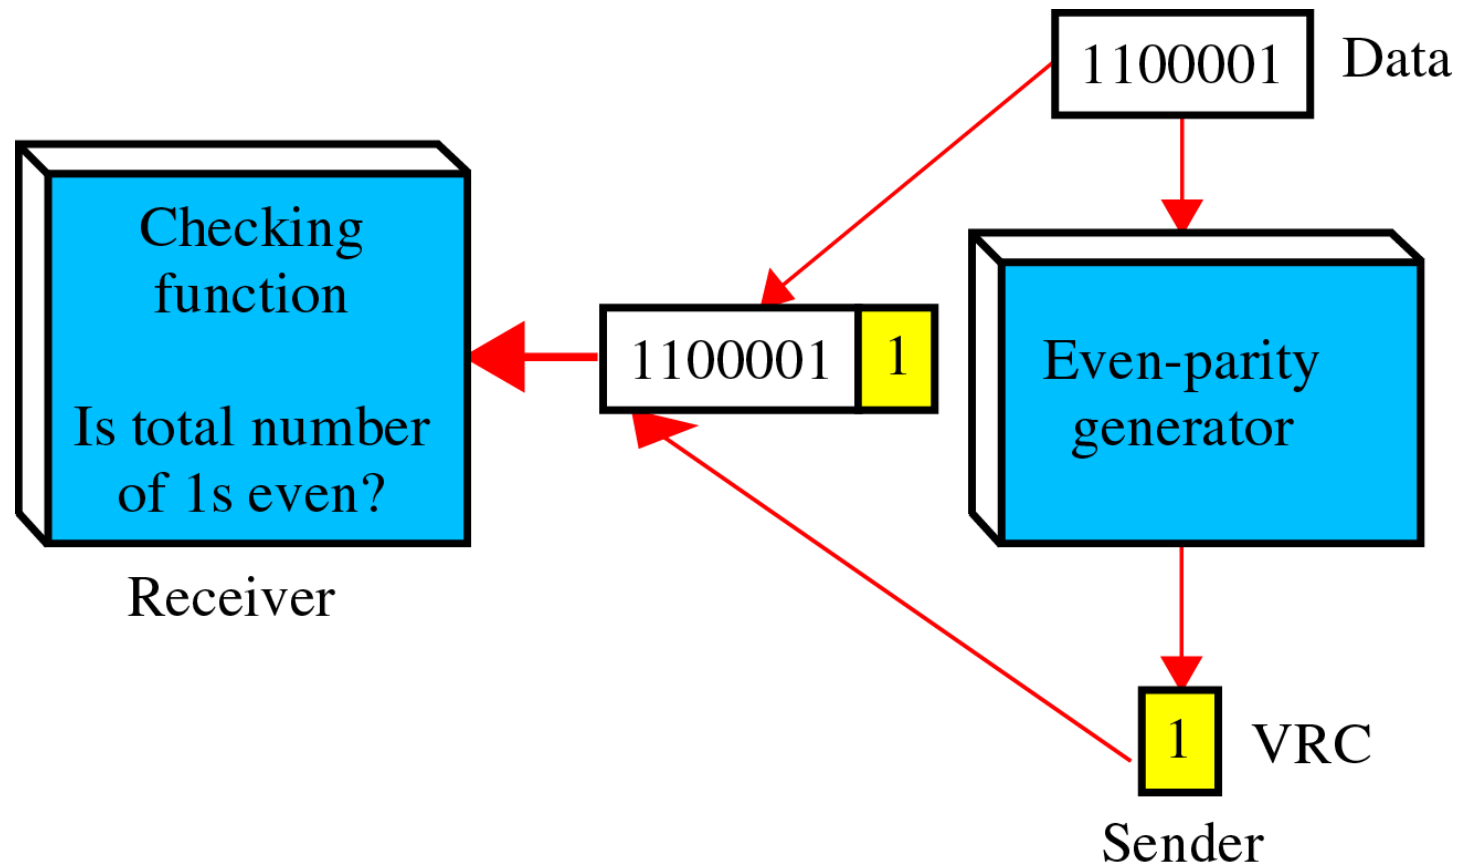 1100001
Data
Checking
function
Is total number
of 1s even?
Receiver
1100001
1
Even-parity
generator
1
VRC
Sender